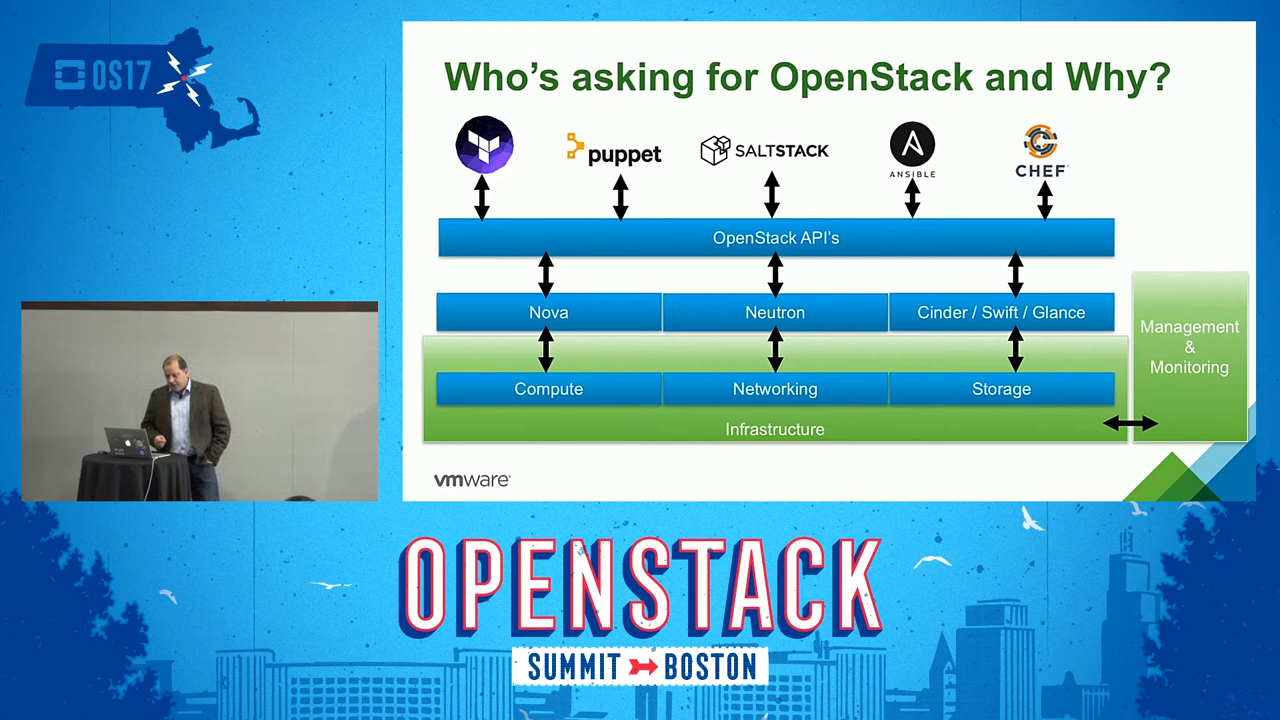 OS17
Who's asking for OpenStack and Why?
puppet
SALTSTACK
ANSIBLE
CHEF™
OpenStack API's
Nova
Neutron
Cinder / Swift / Glance
Management
&
Monitoring
Compute
Networking
Storage
Infrastructure
vmware®
OPENSTACK
SUMMIT BOSTON